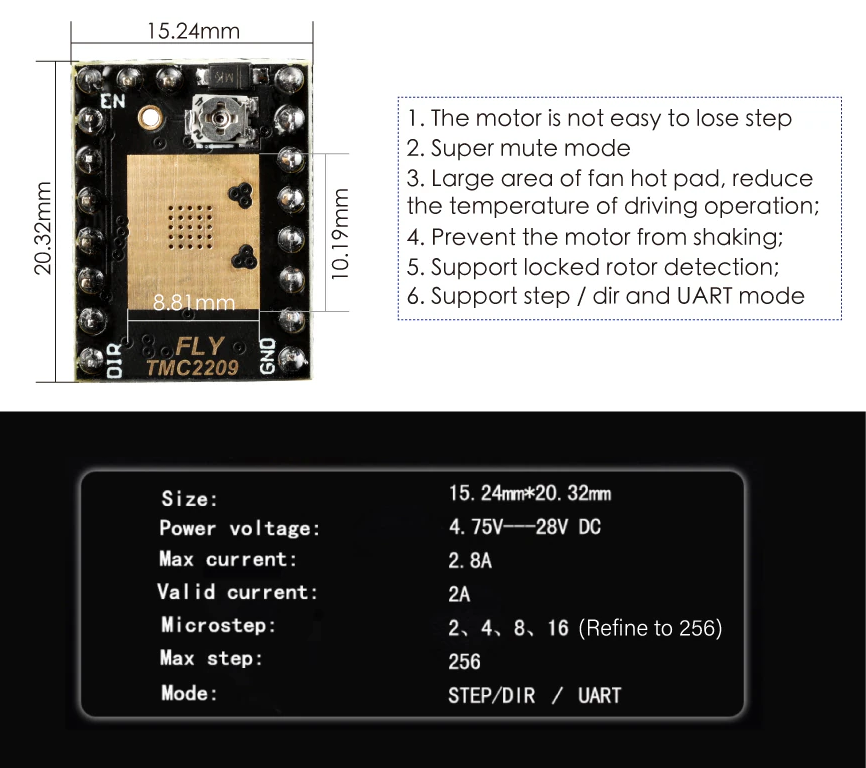 15.24mm
EN
20.32mm
10.19mm
8.81mm
DIR
FLY
TMC2209
GND
1. The motor is not easy to lose step
2. Super mute mode
3. Large area of fan hot pad, reduce
the temperature of driving operation;
4. Prevent the motor from shaking;
5. Support locked rotor detection;
6. Support step / dir and UART mode
Size: 15.24mm*20.32mm
Power voltage: 4.75V---28V DC
Max current: 2.8A
Valid current: 2A
Microstep: 2、4、8、16 (Refine to 256)
Max step: 256
Mode: STEP/DIR / UART